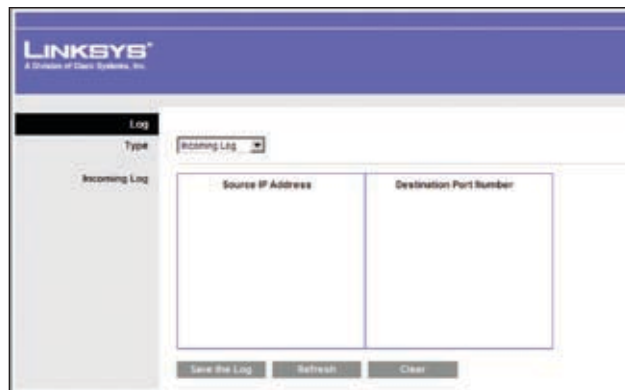 LINKSYS®
A Division of Cisco Systems, Inc.
Log
Type
Incoming Log
Incoming Log
Source IP Address
Destination Port Number
Save the Log
Refresh
Clear